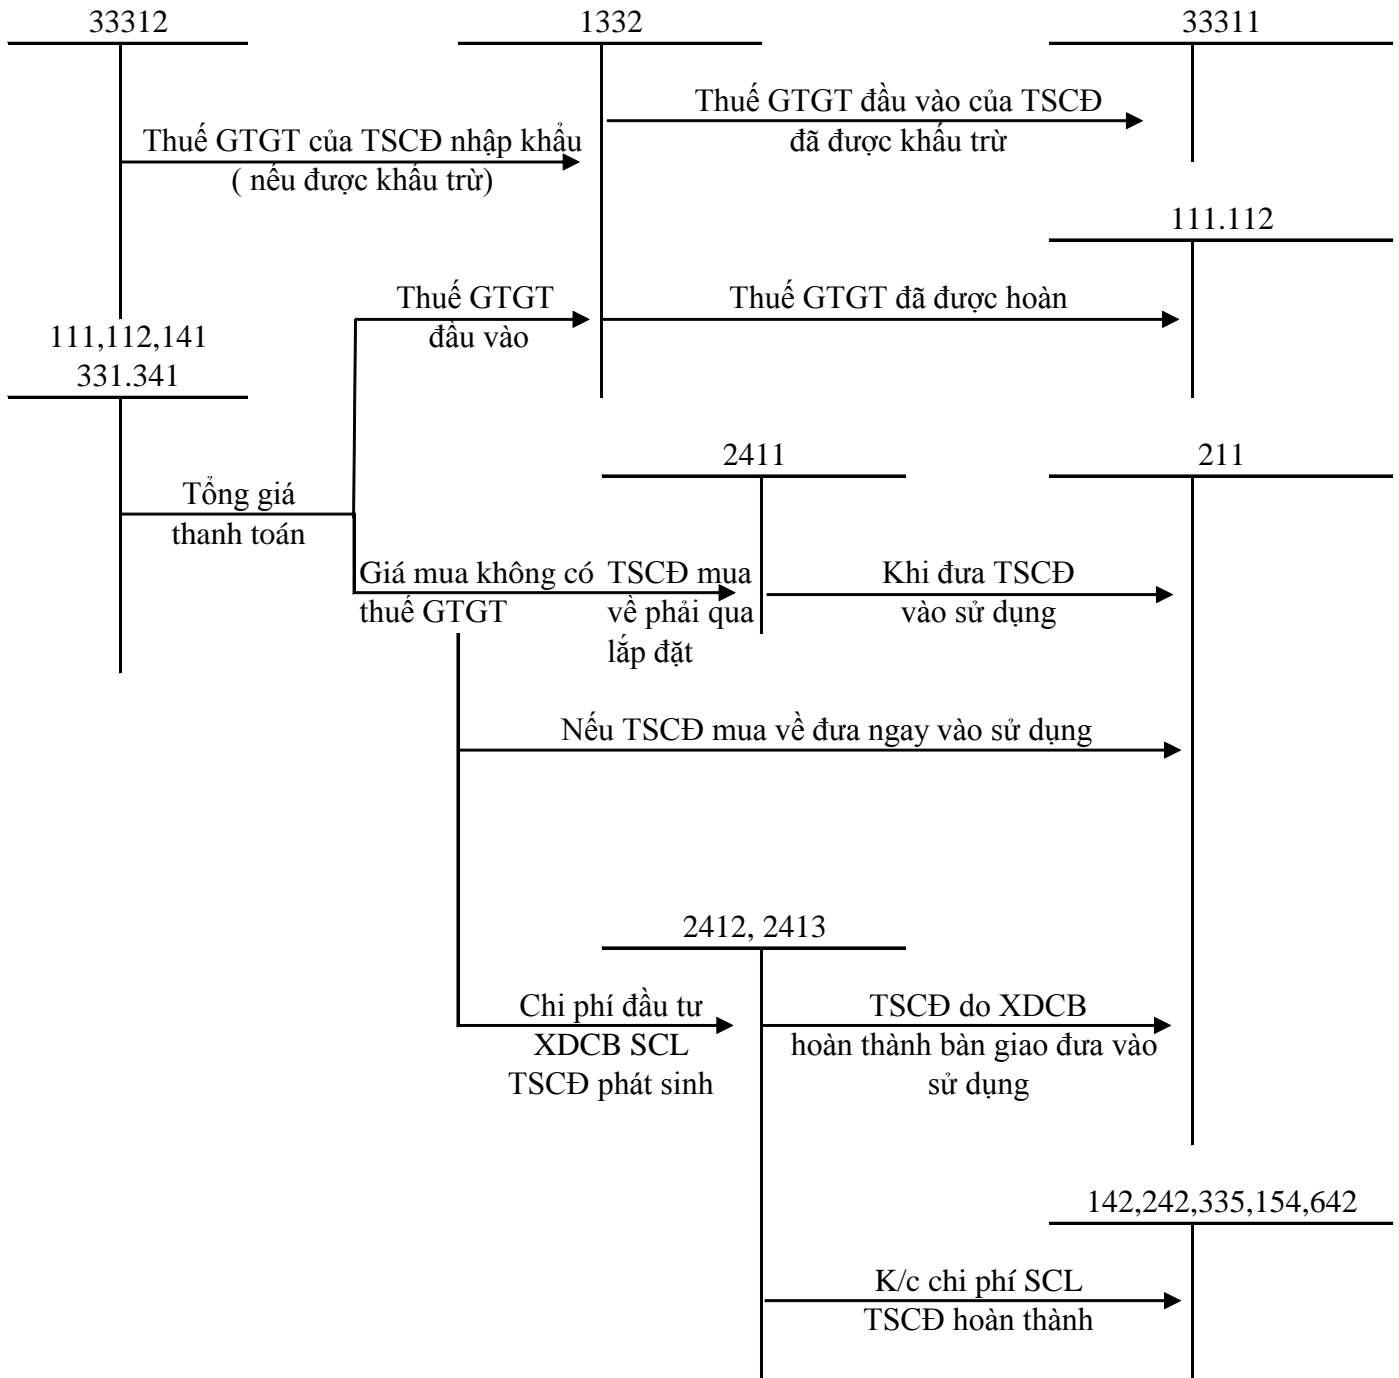 33312
1332
33311
Thuế GTGT của TSCĐ nhập khẩu
( nếu được khấu trừ)
Thuế GTGT đầu vào của TSCĐ
đã được khấu trừ
111.112
Thuế GTGT
đầu vào
Thuế GTGT đã được hoàn
111,112,141
331.341
Tổng giá
thanh toán
2411
211
Giá mua không có
thuế GTGT
TSCĐ mua
về phải qua
lắp đặt
Khi đưa TSCĐ
vào sử dụng
Nếu TSCĐ mua về đưa ngay vào sử dụng
2412, 2413
Chi phí đầu tư
XDCB SCL
TSCĐ phát sinh
TSCĐ do XDCB
hoàn thành bàn giao đưa vào
sử dụng
142,242,335,154,642
K/c chi phí SCL
TSCĐ hoàn thành